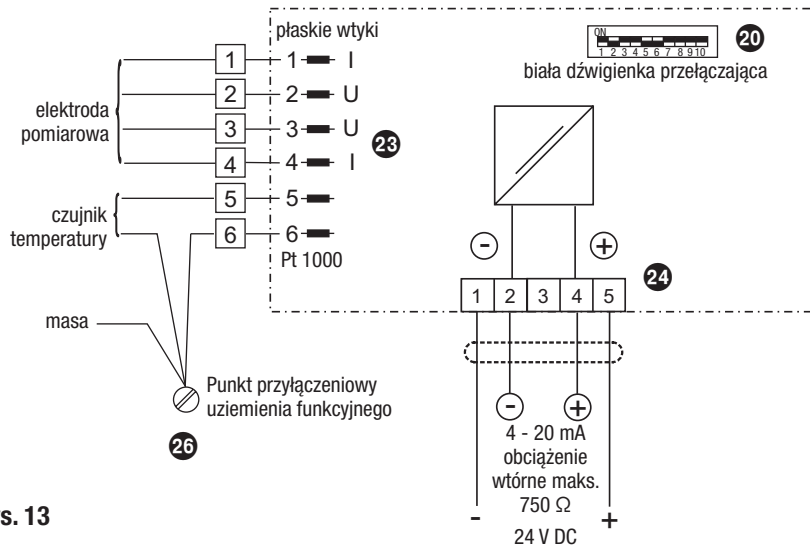 płaskie wtyki
ON
1 2 3 4 5 6 7 8 9 10
20
biała dźwigienka przełączająca
elektroda
pomiarowa
1 1 I
2 2 U
3 3 U
4 4 I
23
czujnik
temperatury
5 5
6 6
Pt 1000
- +
24
1 2 3 4 5
masa
Punkt przyłączeniowy
uziemienia funkcyjnego
26
- +
4 - 20 mA
obciążenie
wtórne maks.
750 Ω
- +
24 V DC
s. 13